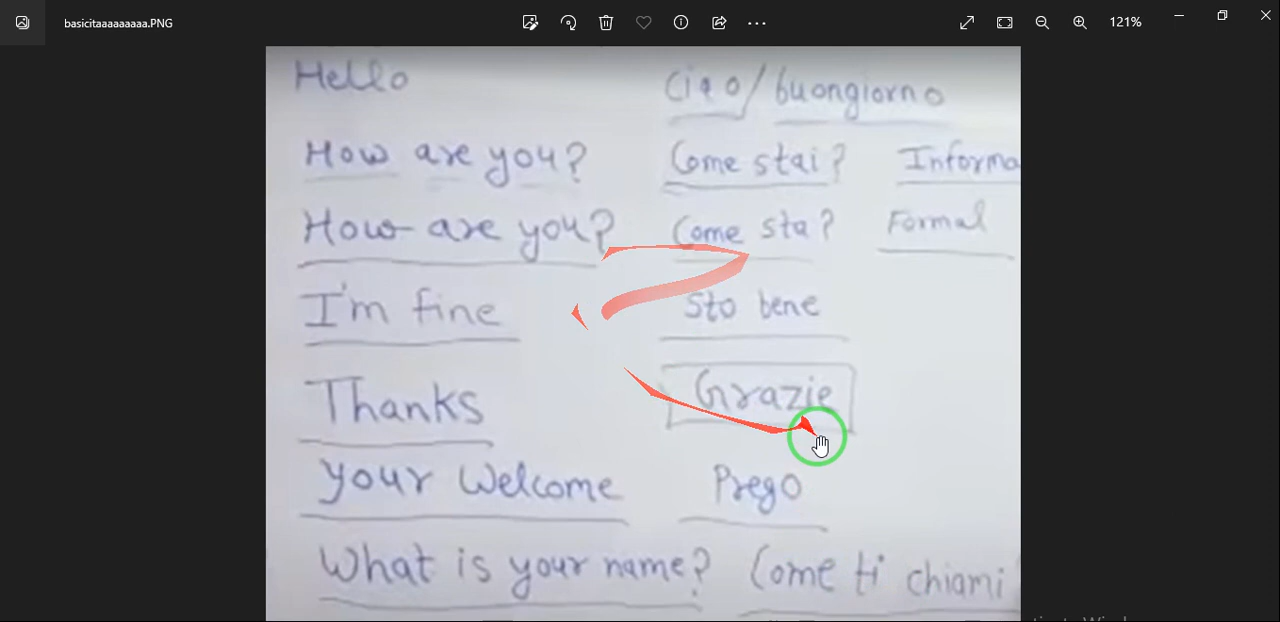 basicitaaaaaaaaa.PNG 121%
Hello Ciao/buongiorno
How are you? Come stai? Informa
How are you? Come sta? Formal
I'm fine Sto bene
Thanks Grazie
Your Welcome Prego
What is your name? Come ti chiami